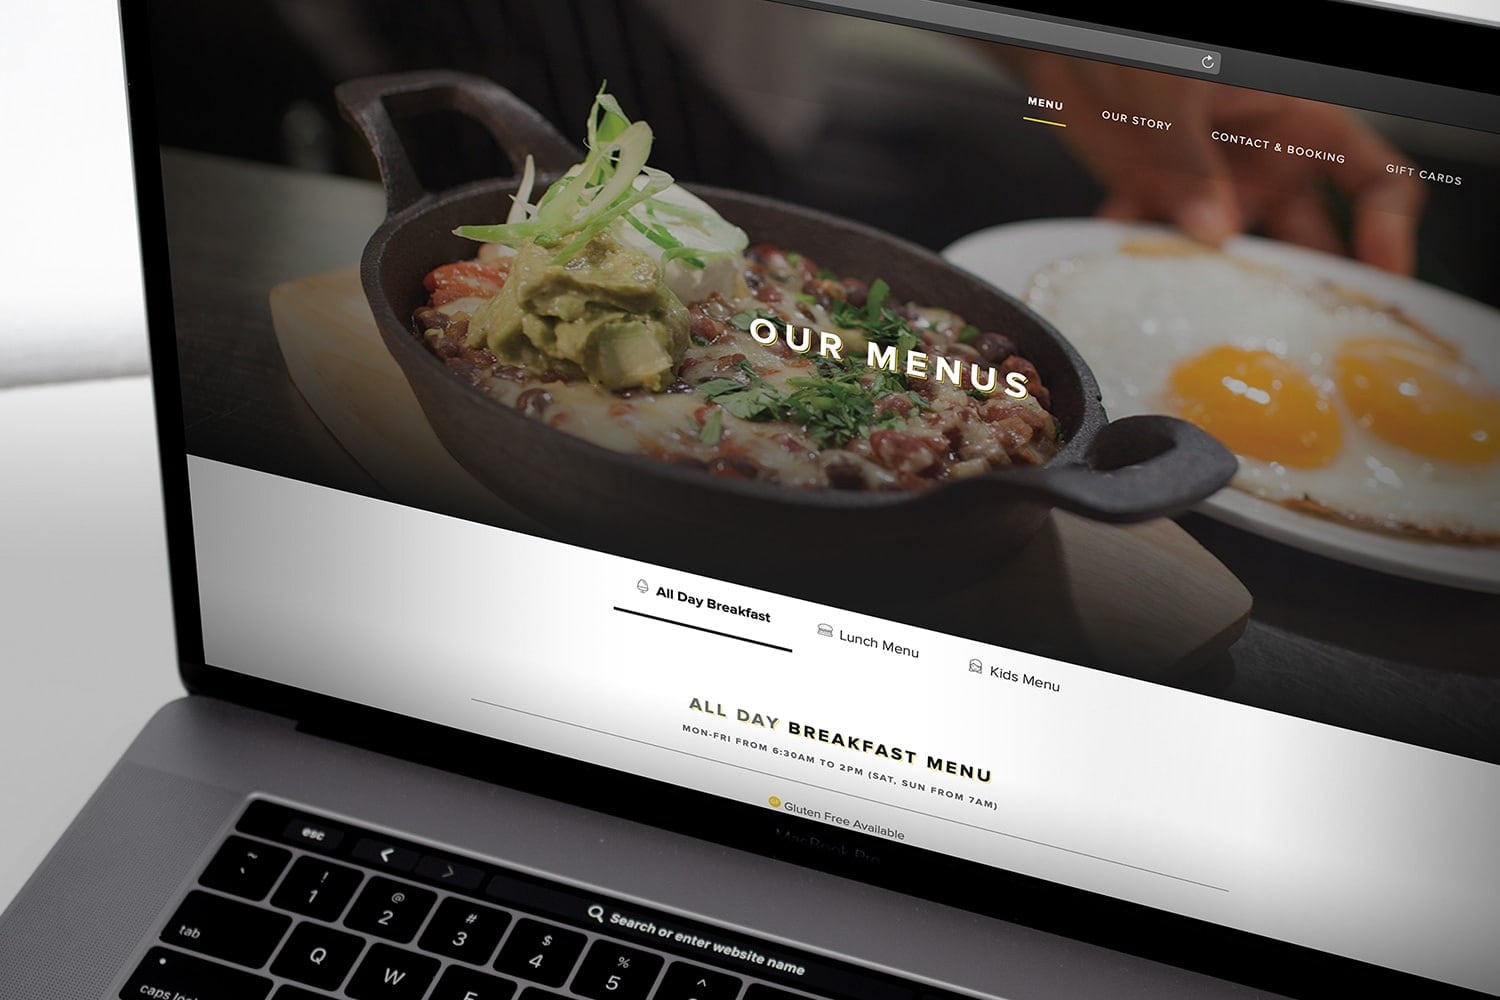 MENU
OUR STORY
CONTACT & BOOKING
GIFT CARDS
OUR MENUS
All Day Breakfast
Lunch Menu
Kids Menu
ALL DAY BREAKFAST MENU
MON-FRI FROM 6:30AM TO 2PM (SAT, SUN FROM 7AM)
Gluten Free Available
MacBook Pro
esc
Search or enter website name
~ `
! 1
@ 2
# 3
$ 4
% 5
^
tab
Q
W
caps